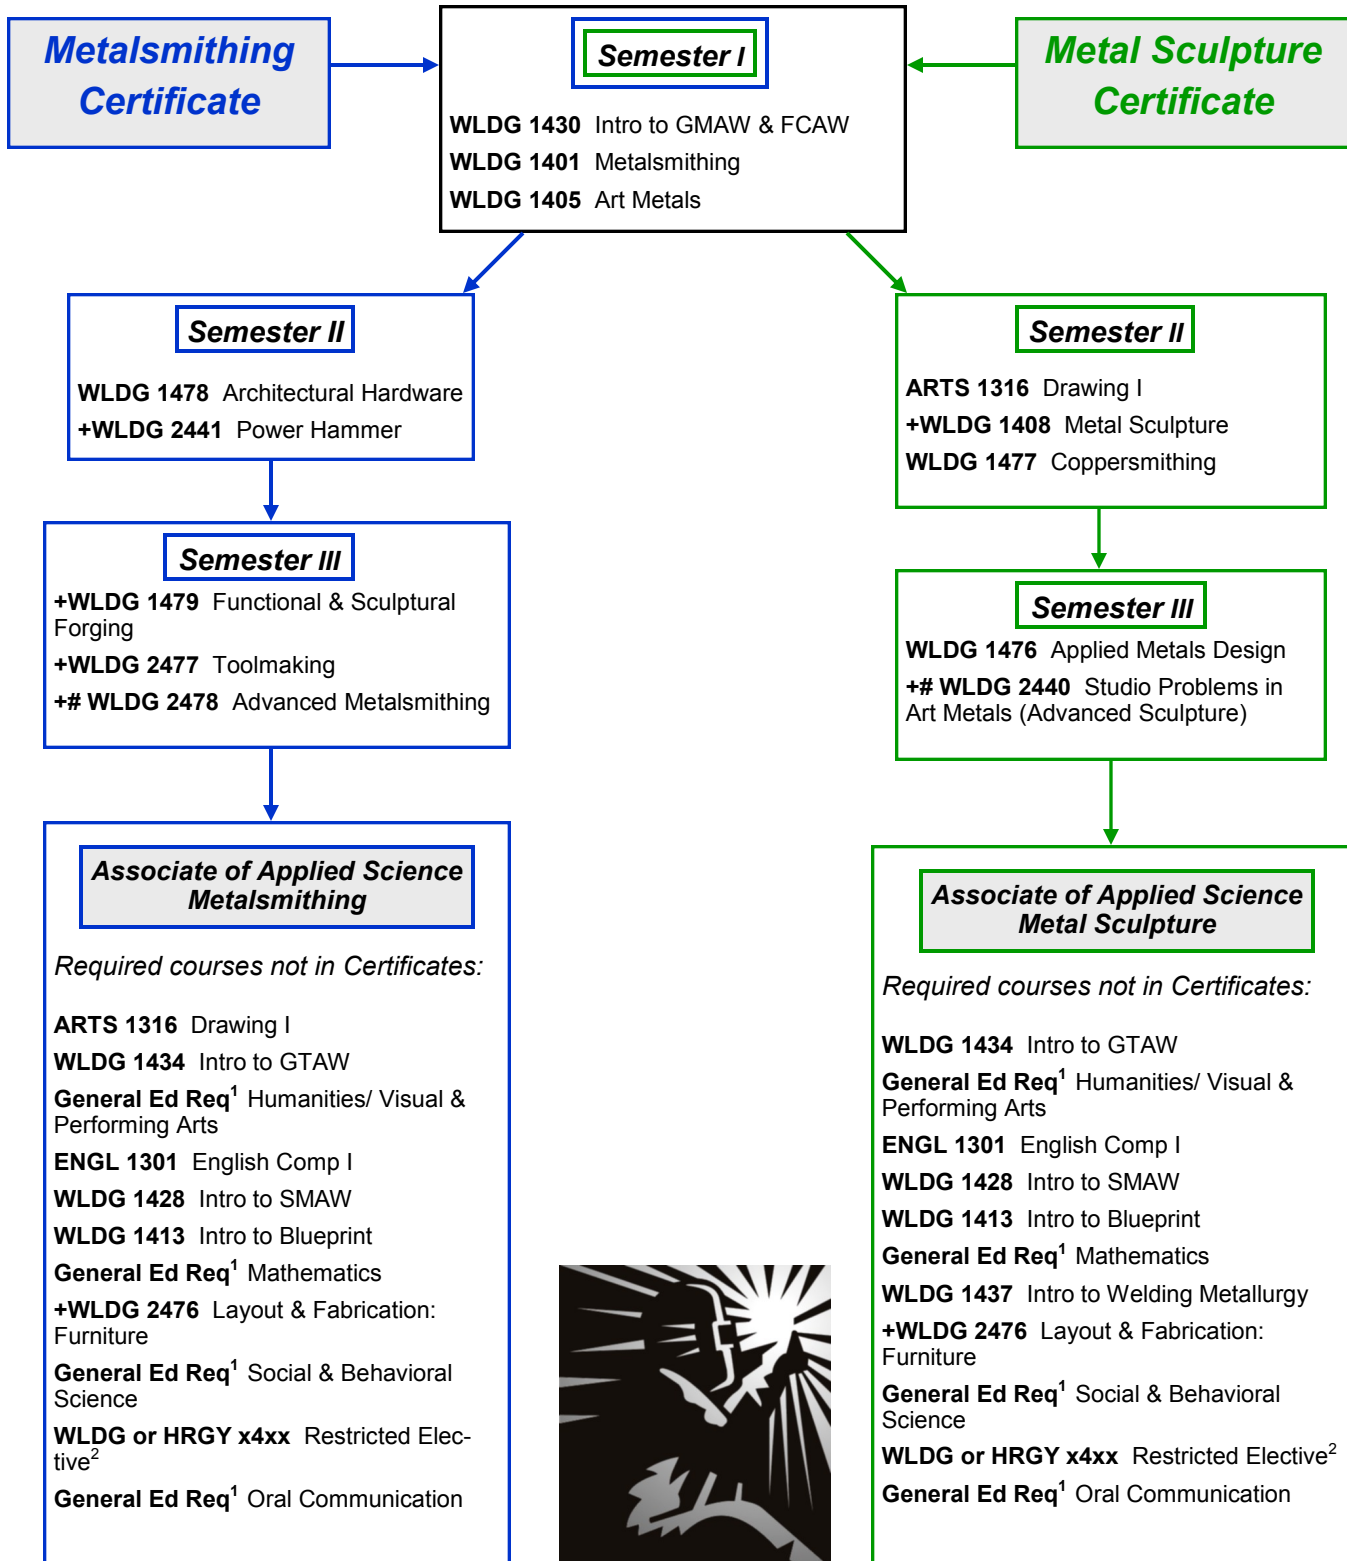 Metalsmithing
Certificate
Semester I
WLDG 1430 Intro to GMAW & FCAW
WLDG 1401 Metalsmithing
WLDG 1405 Art Metals
Metal Sculpture
Certificate
Semester II
WLDG 1478 Architectural Hardware
+WLDG 2441 Power Hammer
Semester III
+WLDG 1479 Functional & Sculptural
Forging
+WLDG 2477 Toolmaking
+# WLDG 2478 Advanced Metalsmithing
Associate of Applied Science
Metalsmithing
Required courses not in Certificates:
ARTS 1316 Drawing I
WLDG 1434 Intro to GTAW
General Ed Req¹ Humanities/ Visual &
Performing Arts
ENGL 1301 English Comp I
WLDG 1428 Intro to SMAW
WLDG 1413 Intro to Blueprint
General Ed Req¹ Mathematics
+WLDG 2476 Layout & Fabrication:
Furniture
General Ed Req¹ Social & Behavioral
Science
WLDG or HRGY x4xx Restricted Elec-
tive²
General Ed Req¹ Oral Communication
Semester II
ARTS 1316 Drawing I
+WLDG 1408 Metal Sculpture
WLDG 1477 Coppersmithing
Semester III
WLDG 1476 Applied Metals Design
+# WLDG 2440 Studio Problems in
Art Metals (Advanced Sculpture)
Associate of Applied Science
Metal Sculpture
Required courses not in Certificates:
WLDG 1434 Intro to GTAW
General Ed Req¹ Humanities/ Visual &
Performing Arts
ENGL 1301 English Comp I
WLDG 1428 Intro to SMAW
WLDG 1413 Intro to Blueprint
General Ed Req¹ Mathematics
WLDG 1437 Intro to Welding Metallurgy
+WLDG 2476 Layout & Fabrication:
Furniture
General Ed Req¹ Social & Behavioral
Science
WLDG or HRGY x4xx Restricted Elective²
General Ed Req¹ Oral Communication